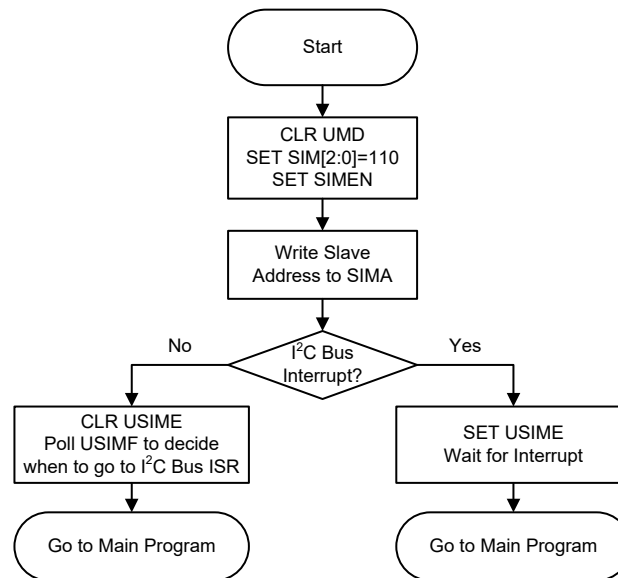 Start
CLR UMD
SET SIM[2:0]=110
SET SIMEN
Write Slave
Address to SIMA
No
I²C Bus
Interrupt?
Yes
CLR USIME
Poll USIMF to decide
when to go to I²C Bus ISR
SET USIME
Wait for Interrupt
Go to Main Program
Go to Main Program